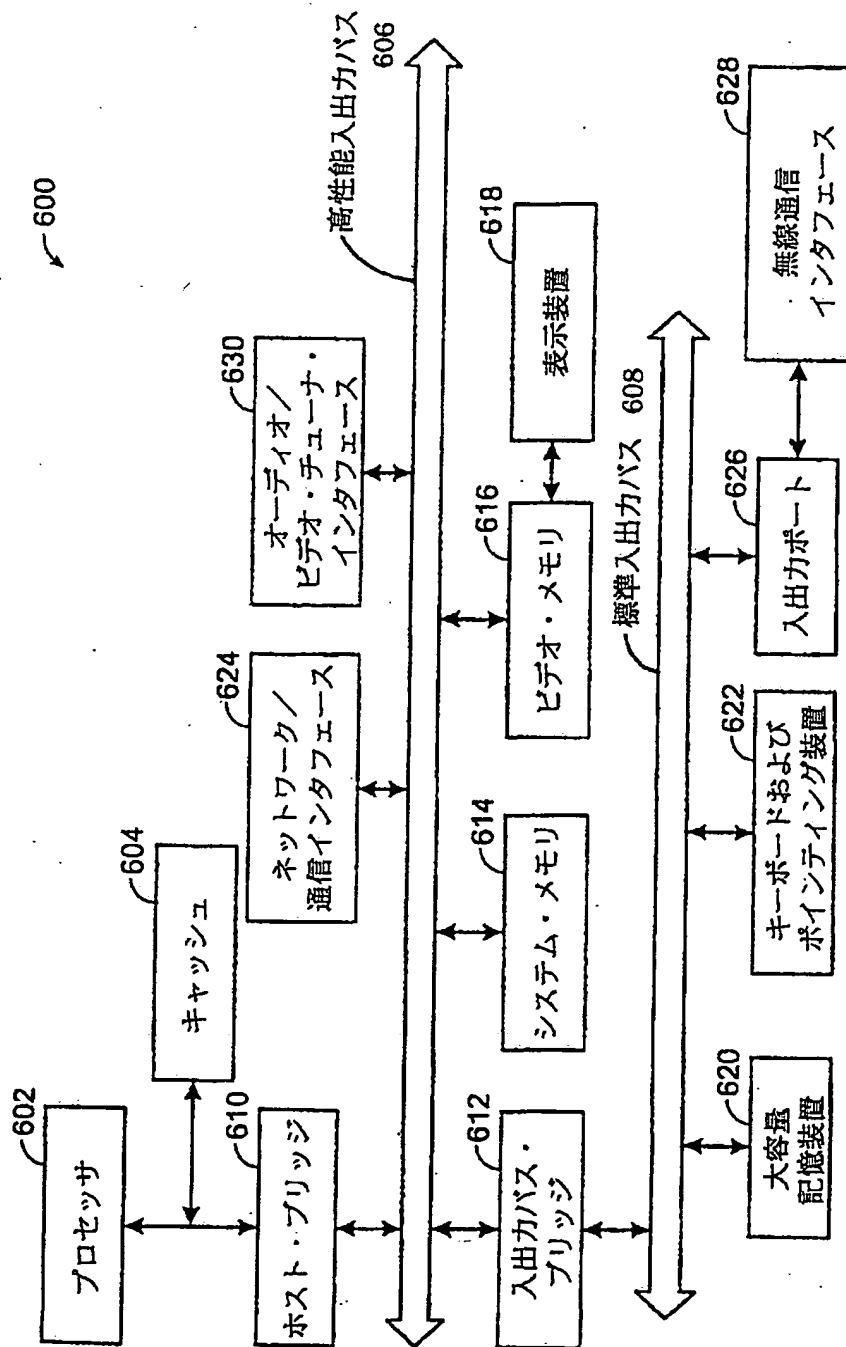 600
602
プロセッサ
604
キャッシュ
610
ホスト・ブリッジ
624
ネットワーク／
通信インタフェース
630
オーディオ／
ビデオ・チューナ・
インタフェース
高性能入出力バス
606
612
入出力バス・
ブリッジ
614
システム・メモリ
616
ビデオ・メモリ
618
表示装置
標準入出力バス 608
620
大容量
記憶装置
622
キーボードおよび
ポインティング装置
626
入出力ポート
628
無線通信
インタフェース